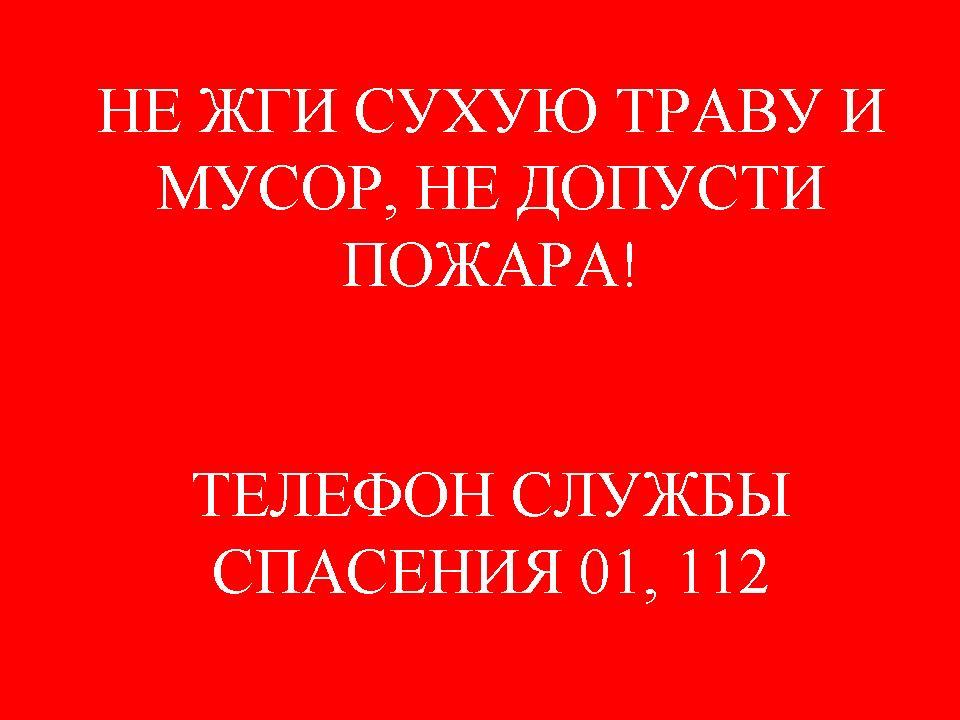 НЕ ЖГИ СУХУЮ ТРАВУ И
МУСОР, НЕ ДОПУСТИ
ПОЖАРА!
ТЕЛЕФОН СЛУЖБЫ
СПАСЕНИЯ 01, 112